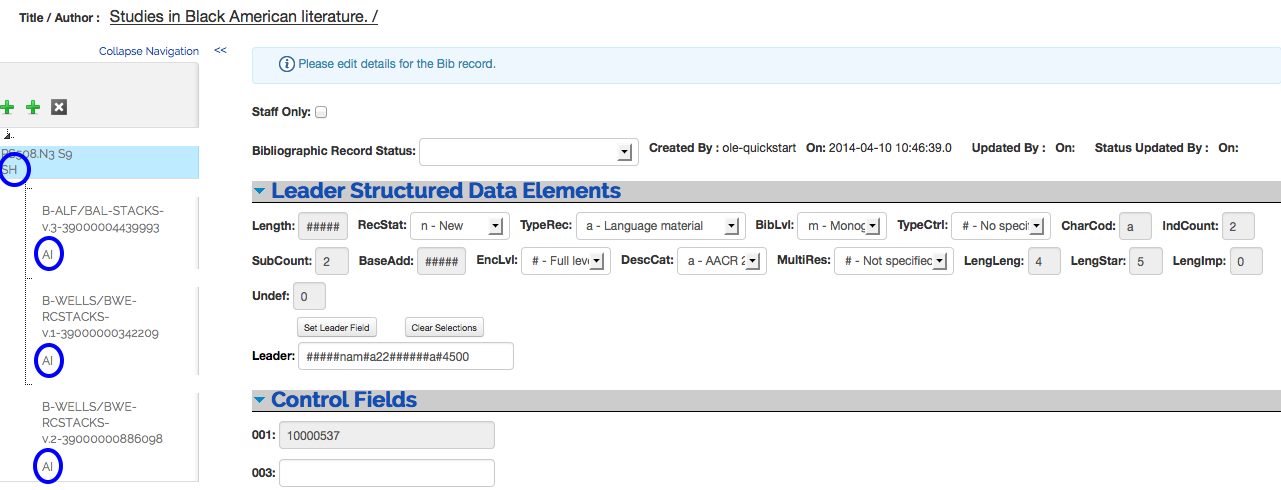 Title / Author : Studies in Black American literature. /
Collapse Navigation <<
PS508.N3 S9
SH
B-ALF/BAL-STACKS-
v.3-39000004439993
AI
B-WELLS/BWE-
RCSTACKS-
v.1-39000000342209
AI
B-WELLS/BWE-
RCSTACKS-
v.2-39000000886098
AI
Please edit details for the Bib record.
Staff Only:
Bibliographic Record Status: Created By : ole-quickstart On: 2014-04-10 10:46:39.0 Updated By : On: Status Updated By : On:
Leader Structured Data Elements
Length: ##### RecStat: n - New TypeRec: a - Language material BibLvl: m - Monog TypeCtrl: # - No specif CharCod: a IndCount: 2
SubCount: 2 BaseAdd: ##### EncLvl: # - Full leve DescCat: a - AACR 2 MultiRes: # - Not specified LengLeng: 4 LengStar: 5 LengImp: 0
Undef: 0
Set Leader Field Clear Selections
Leader: #####nam#a22######a#4500
Control Fields
001: 10000537
003: